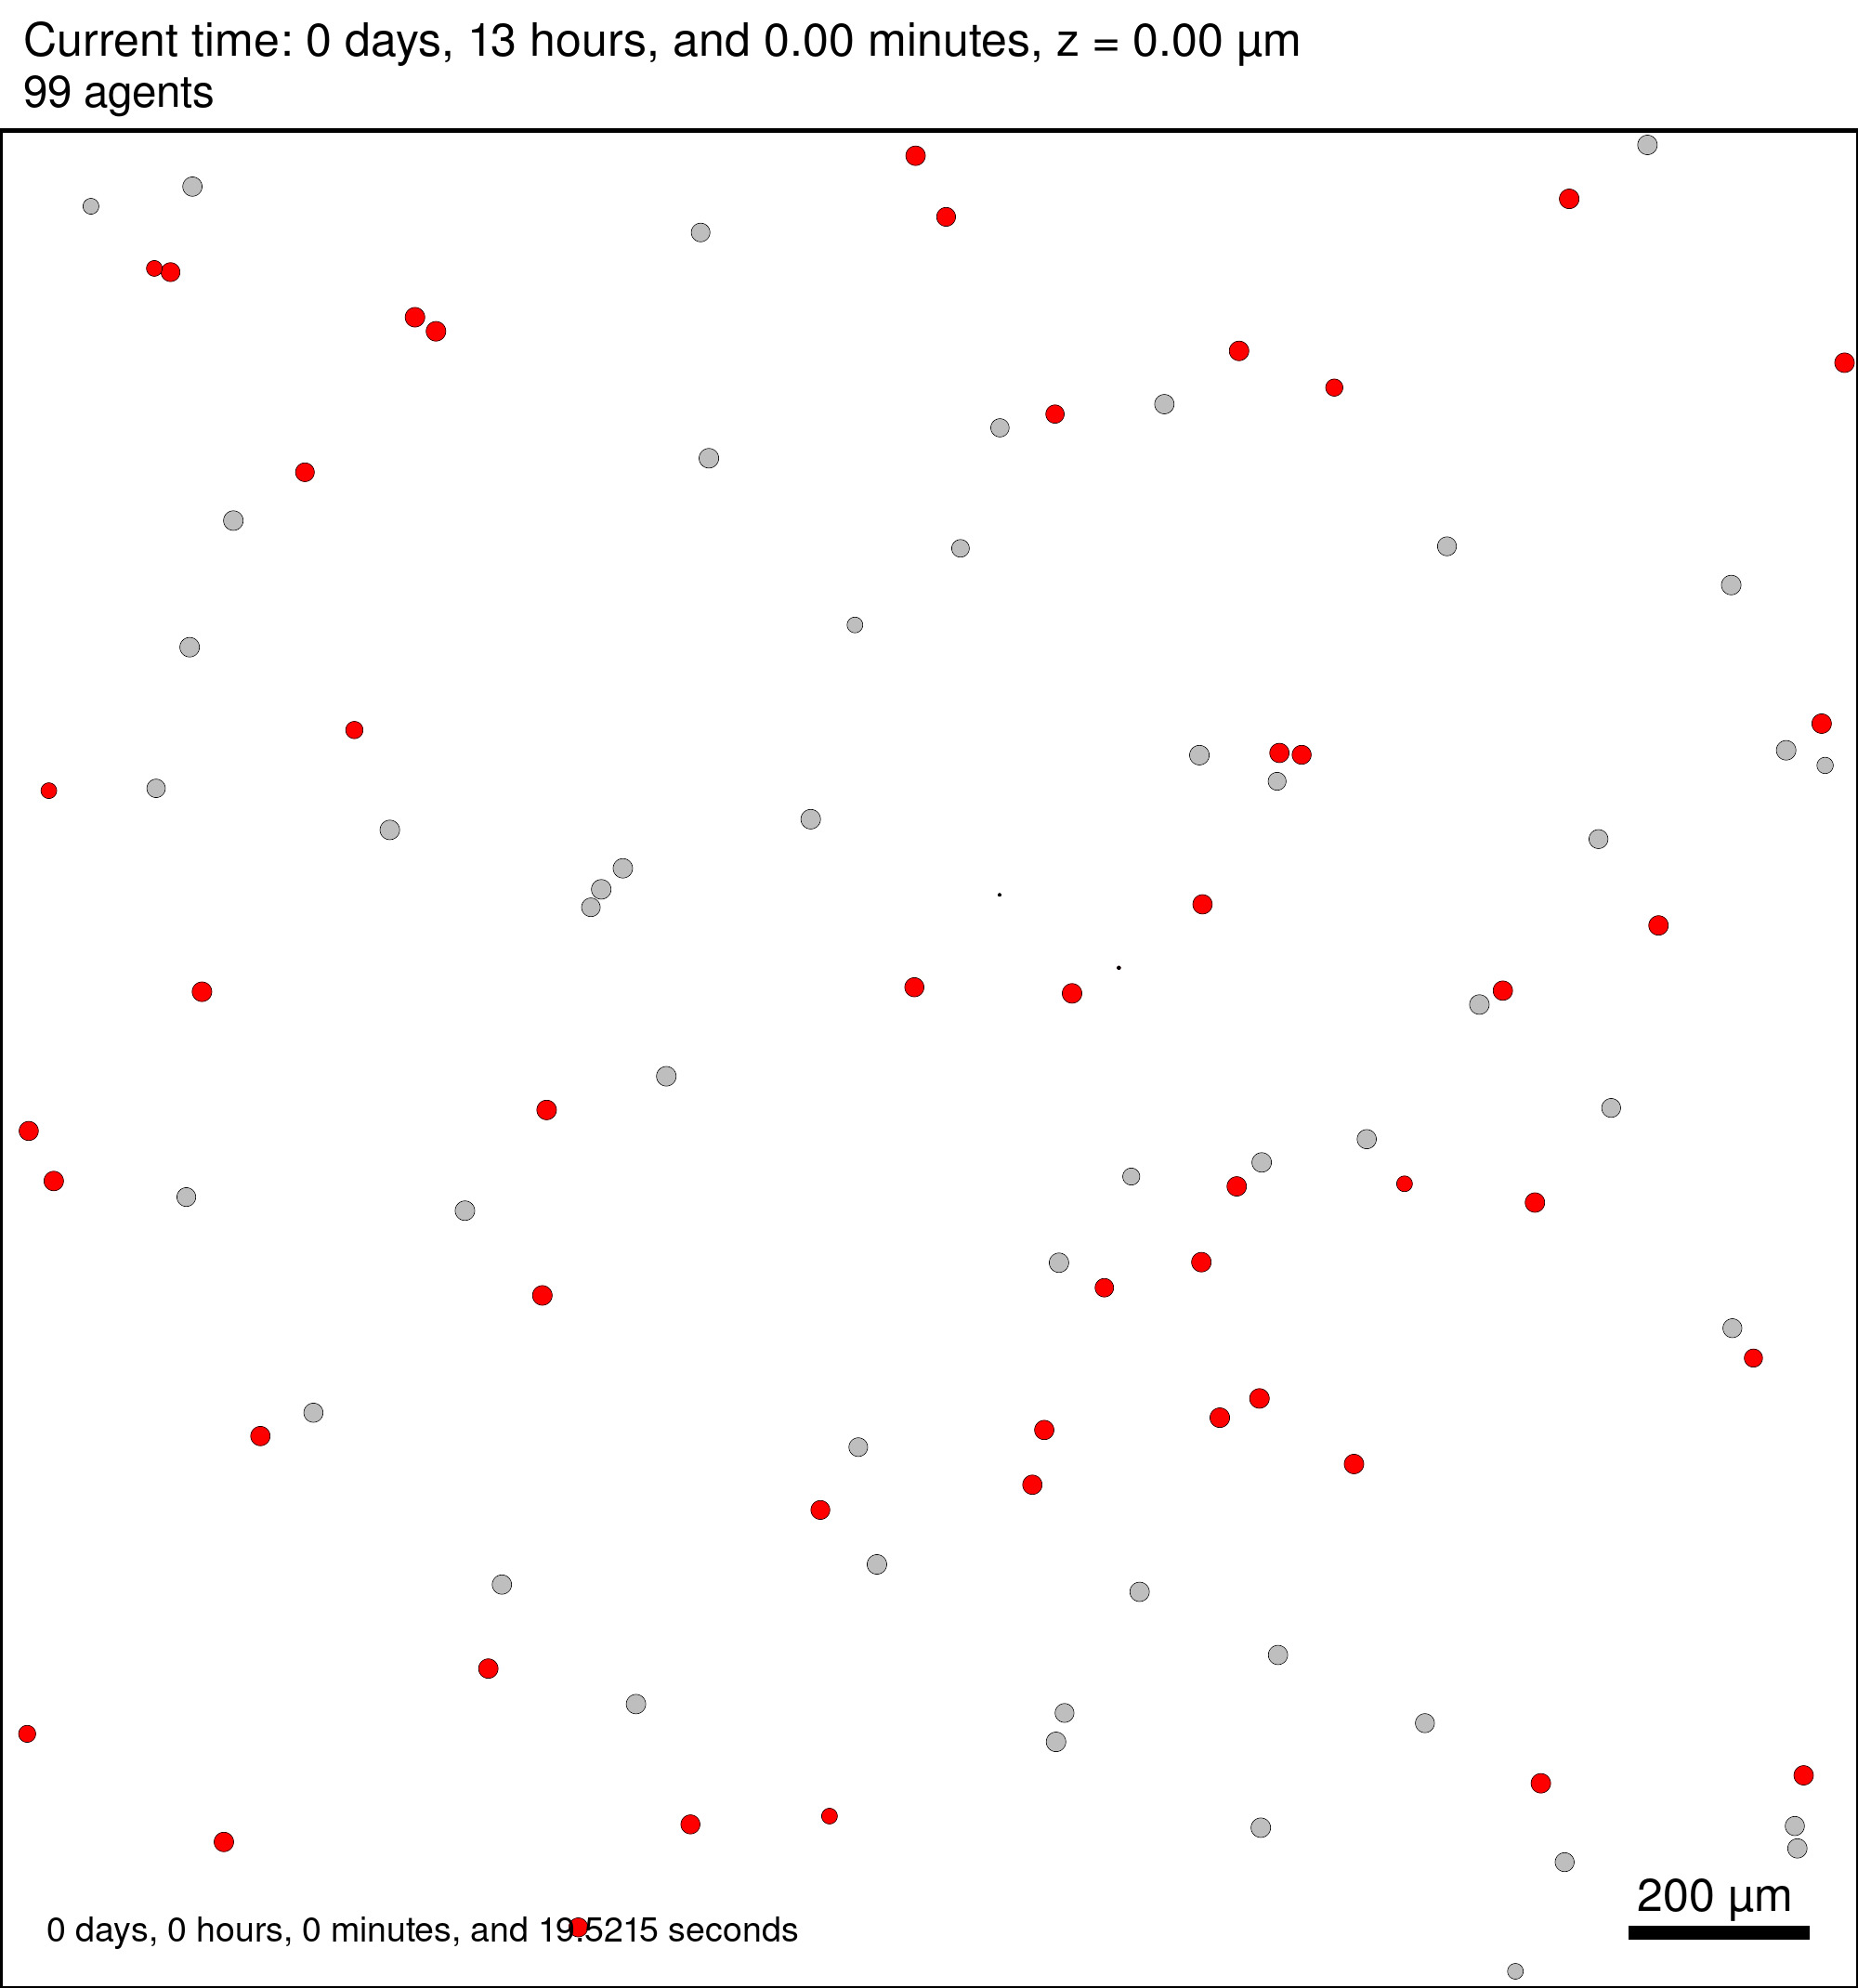 Current time: 0 days, 13 hours, and 0.00 minutes, z = 0.00 µm
99 agents
200 µm
0 days, 0 hours, 0 minutes, and 19.5215 seconds